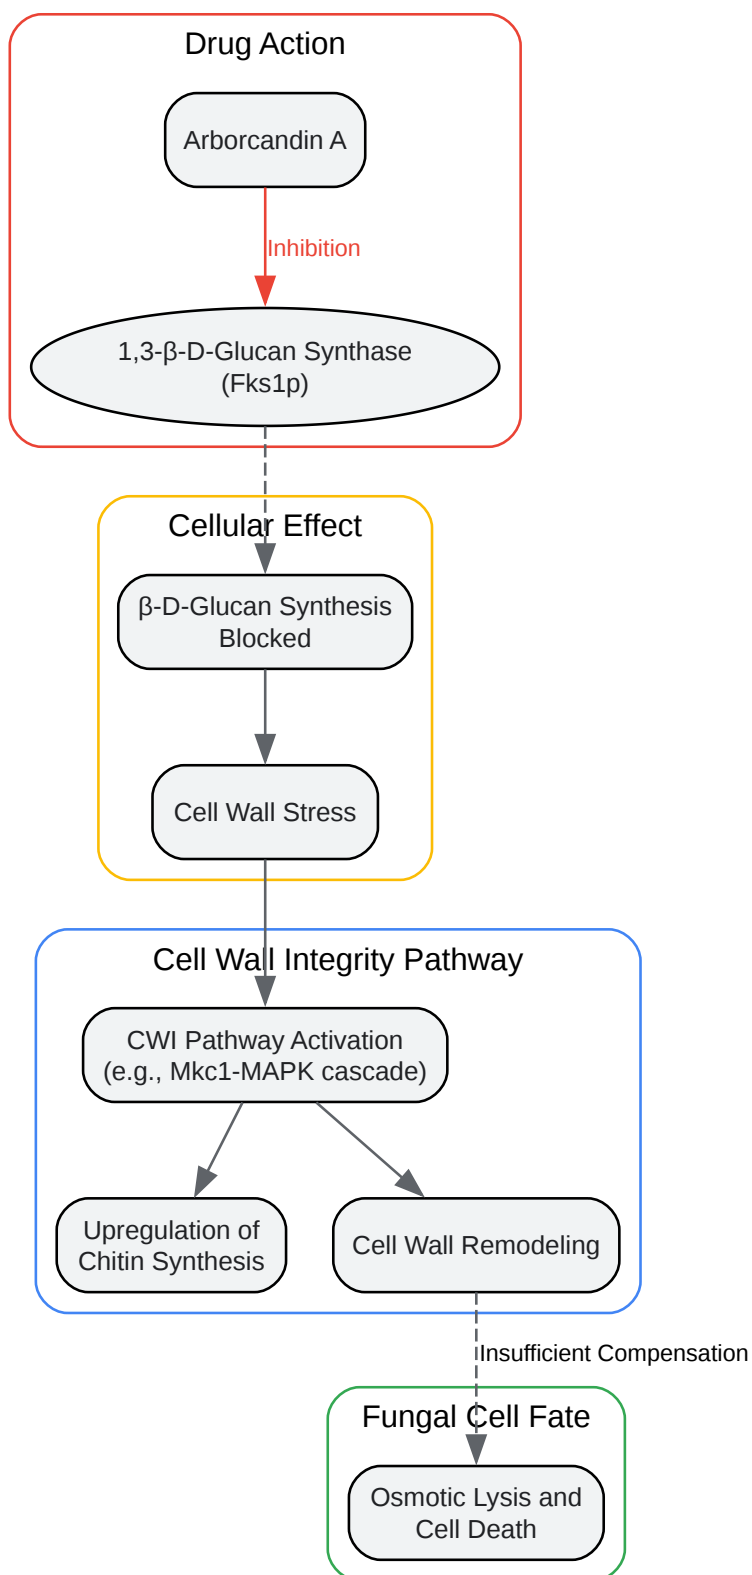 Drug Action
Arborcandin A
Inhibition
1,3-β-D-Glucan Synthase
(Fks1p)
Cellular Effect
β-D-Glucan Synthesis
Blocked
Cell Wall Stress
Cell Wall Integrity Pathway
CWI Pathway Activation
(e.g., Mkc1-MAPK cascade)
Upregulation of
Chitin Synthesis
Cell Wall Remodeling
Insufficient Compensation
Fungal Cell Fate
Osmotic Lysis and
Cell Death